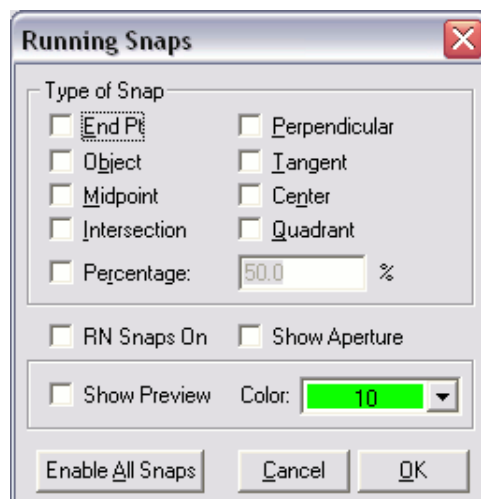 Running Snaps
Type of Snap
End Pt Perpendicular
Object Tangent
Midpoint Center
Intersection Quadrant
Percentage: 50.0 %
RN Snaps On Show Aperture
Show Preview Color: 10
Enable All Snaps Cancel OK